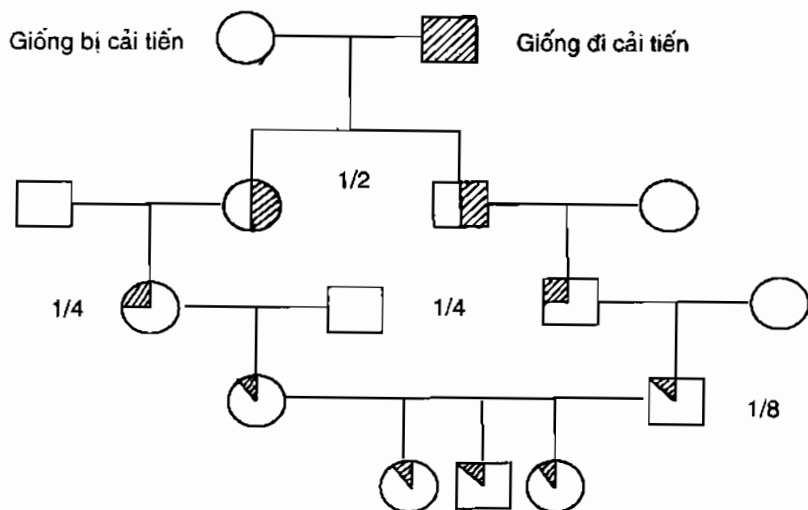 Giống bị cải tiến
Giống đi cải tiến
1/2
1/4
1/4
1/8